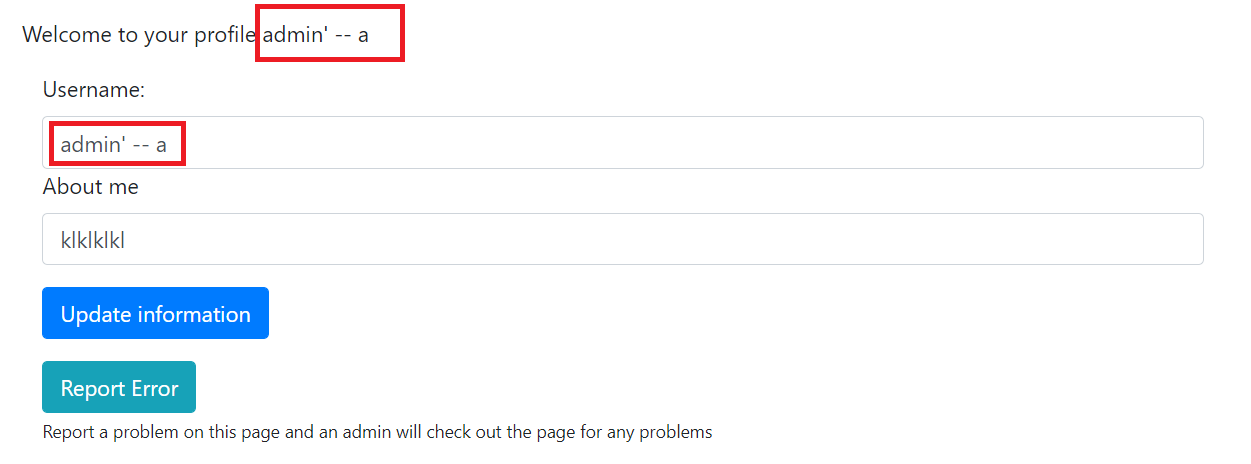 Welcome to your profile admin' -- a
Username:
admin' -- a
About me
klklklkl
Update information
Report Error
Report a problem on this page and an admin will check out the page for any problems